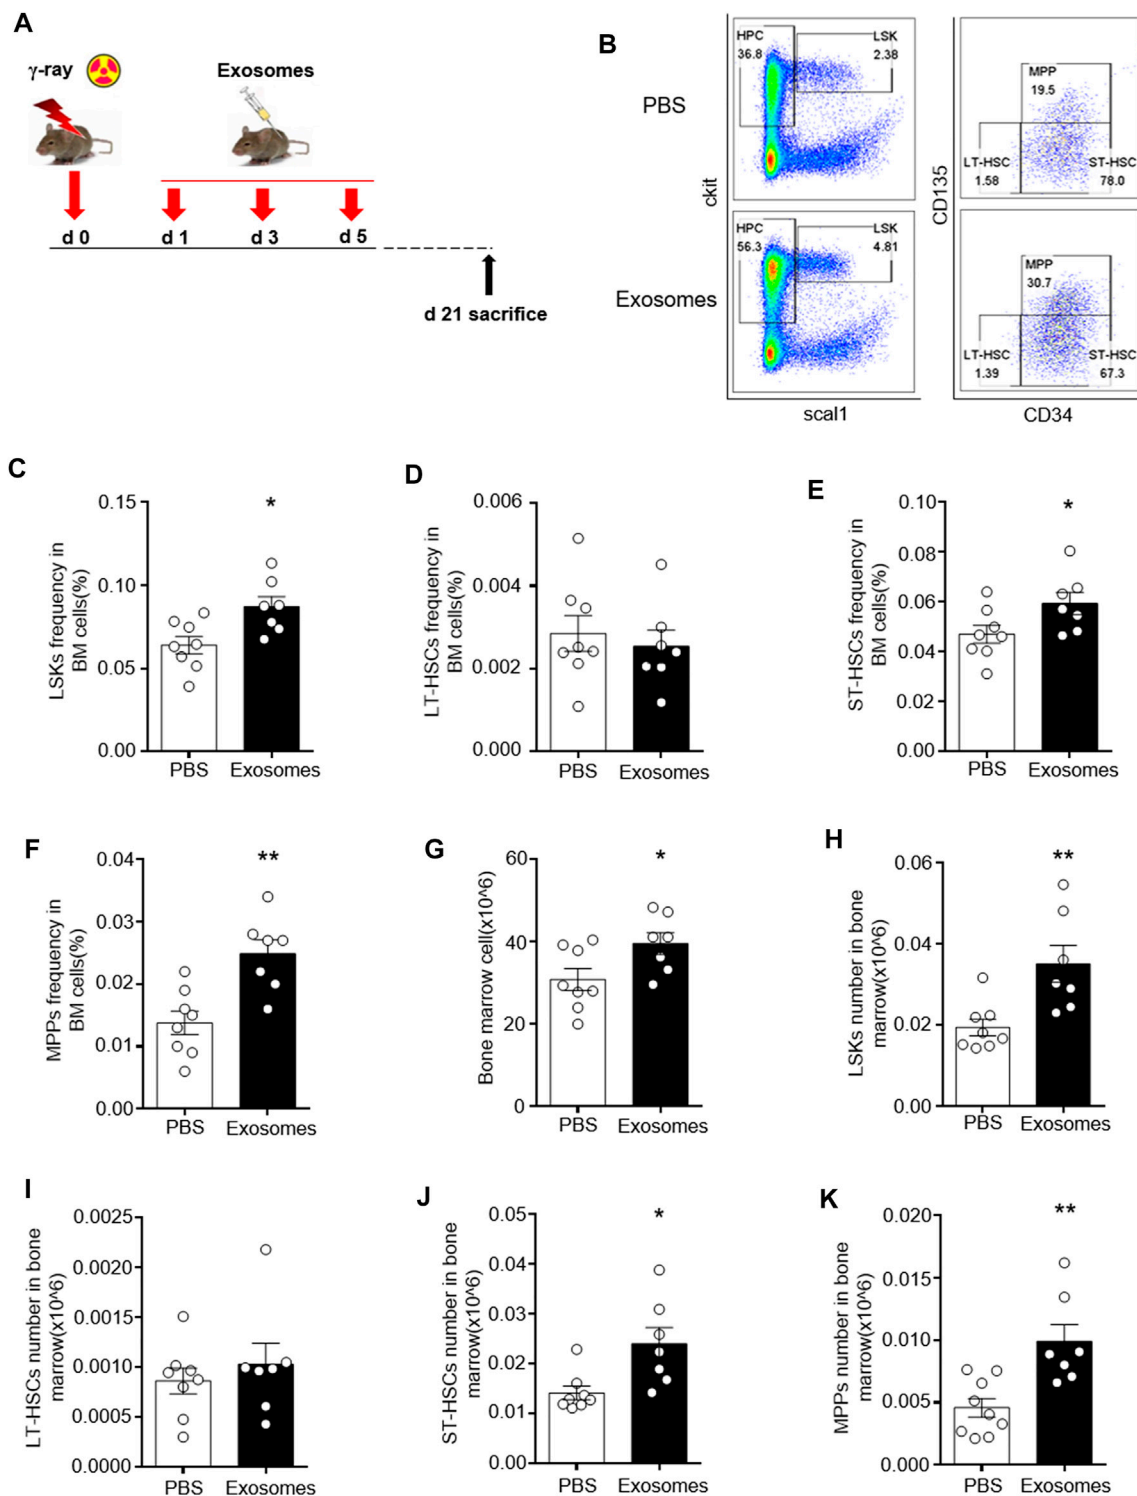 A
γ-ray
Exosomes
d 0
d 1
d 3
d 5
d 21 sacrifice
B
PBS
Exosomes
HPC
36.8
LSK
2.38
HPC
56.3
LSK
4.81
ckit
scal1
MPP
19.5
LT-HSC
1.58
ST-HSC
78.0
MPP
30.7
LT-HSC
1.39
ST-HSC
67.3
CD135
CD34
C
LSKs frequency in
BM cells(%)
0.15
0.10
0.05
0.00
*
PBS
Exosomes
D
LT-HSCs frequency in
BM cells(%)
0.006
0.004
0.002
0.000
PBS
Exosomes
E
ST-HSCs frequency in
BM cells(%)
0.10
0.08
0.06
0.04
0.02
0.00
*
PBS
Exosomes
F
MPPs frequency in
BM cells(%)
0.04
0.03
0.02
0.01
0.00
**
PBS
Exosomes
G
Bone marrow cell(x10^6)
60
40
20
0
*
PBS
Exosomes
H
LSKs number in bone
marrow(x10^6)
0.06
0.04
0.02
0.00
**
PBS
Exosomes
I
LT-HSCs number in bone
marrow(x10^6)
0.0025
0.0020
0.0015
0.0010
0.0005
0.0000
PBS
Exosomes
J
ST-HSCs number in bone
marrow(x10^6)
0.05
0.04
0.03
0.02
0.01
0.00
*
PBS
Exosomes
K
MPPs number in bone
marrow(x10^6)
0.020
0.015
0.010
0.005
0.000
**
PBS
Exosomes